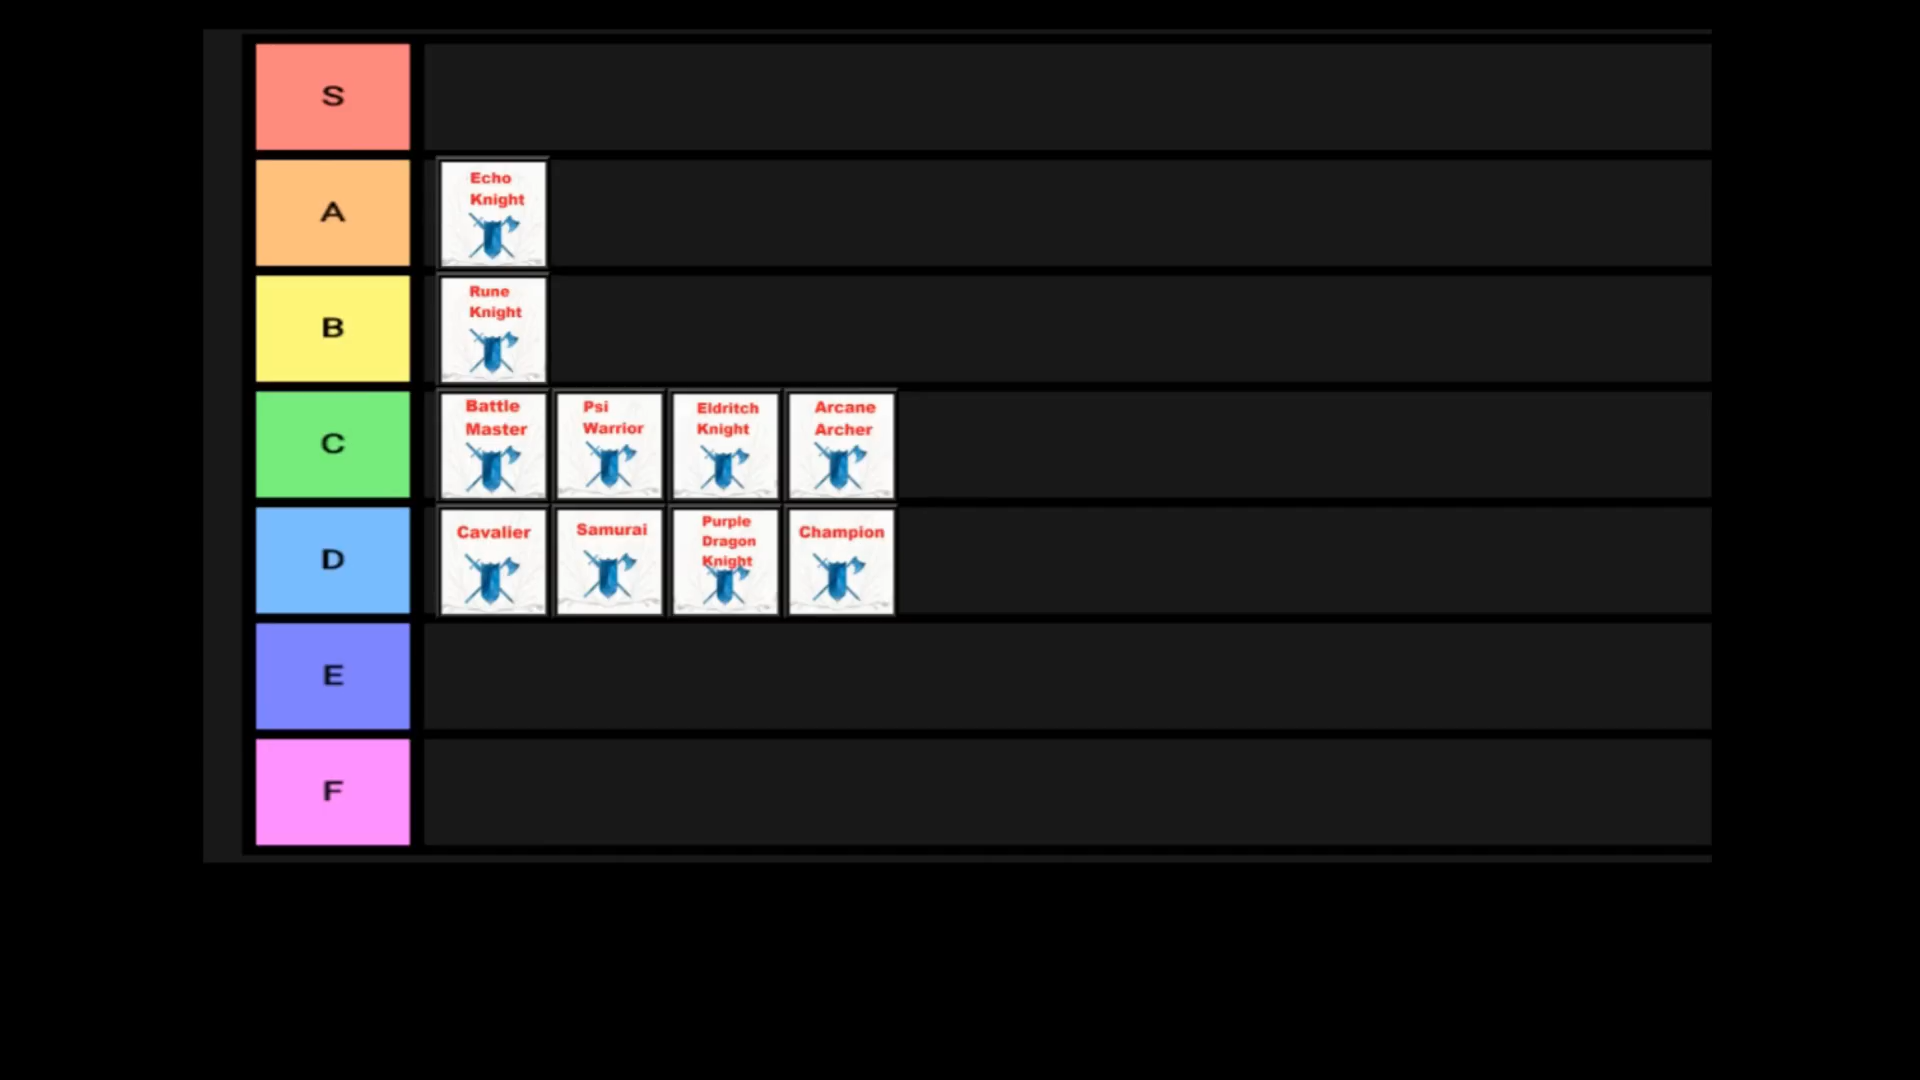 S
A
Echo
Knight
B
Rune
Knight
C
Battle
Master
Psi
Warrior
Eldritch
Knight
Arcane
Archer
D
Cavalier
Samurai
Purple
Dragon
Knight
Champion
E
F